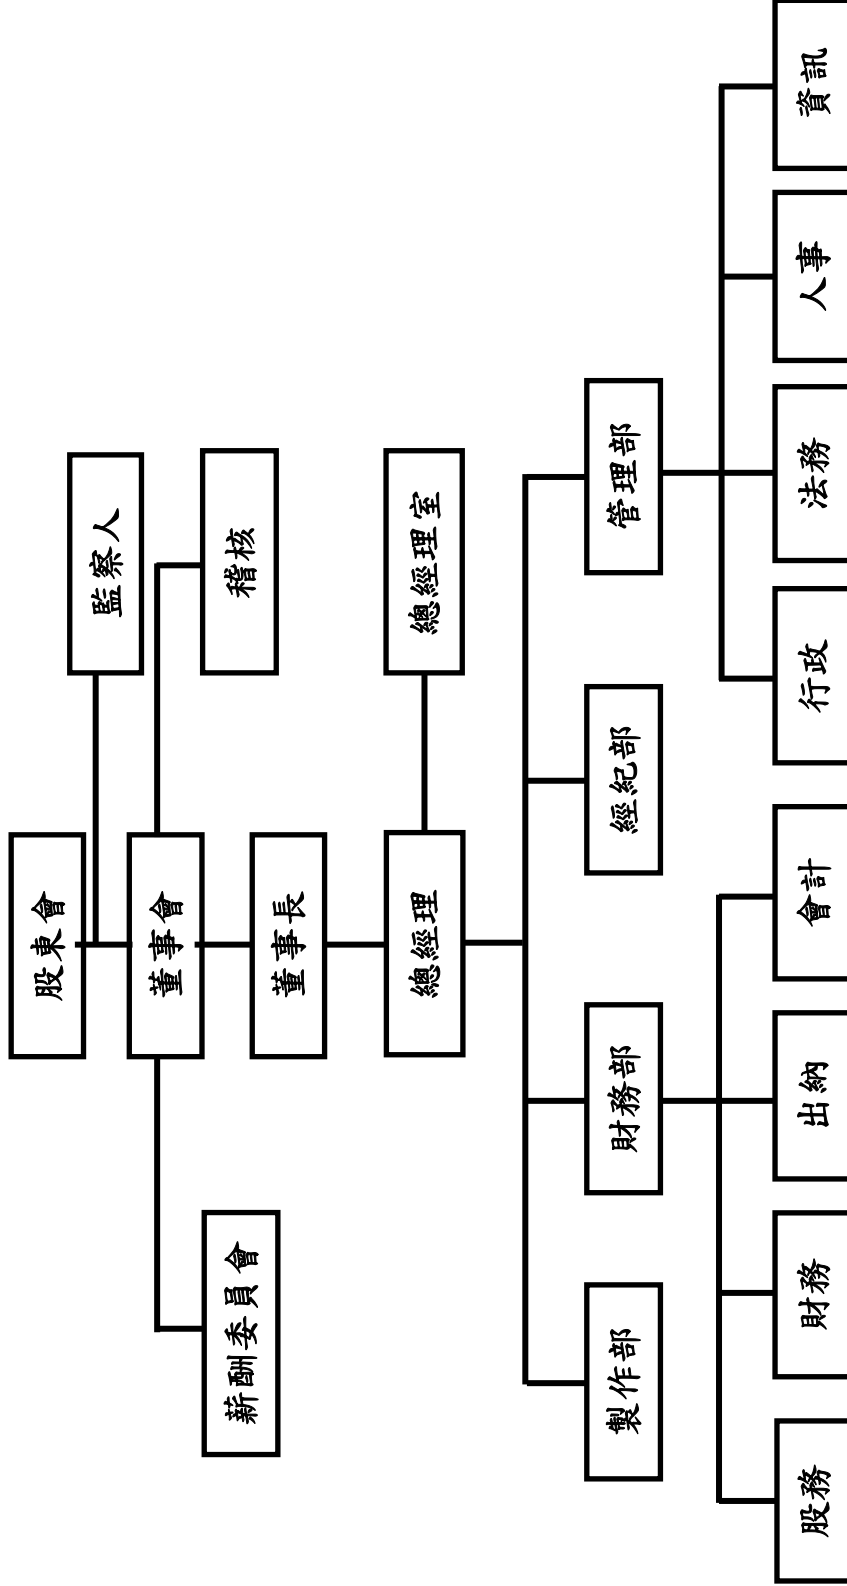 股東會
監察人
董事會
薪酬委員會
稽核
董事長
總經理
總經理室
製作部
財務部
經紀部
管理部
股務
財務
出納
會計
行政
法務
人事
資訊